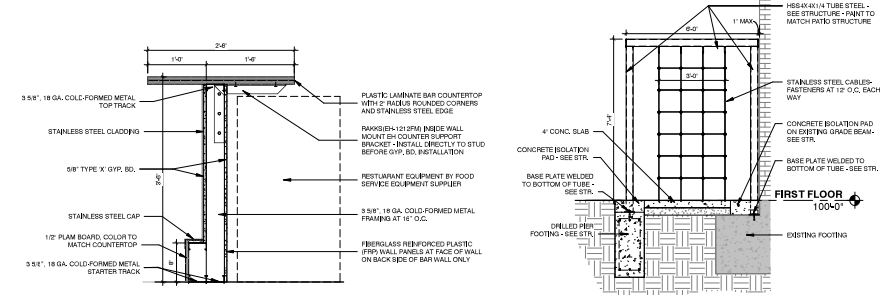 2'-6"
1'-0"
1'-6"
3 5/8", 18 GA. COLD-FORMED METAL
TOP TRACK
STAINLESS STEEL CLADDING
5/8" TYPE 'X' GYP. BD.
3'-6"
STAINLESS STEEL CAP
1/2" PLAM BOARD, COLOR TO
MATCH COUNTERTOP
3 5/8", 18 GA. COLD-FORMED METAL
STARTER TRACK
8"
PLASTIC LAMINATE BAR COUNTERTOP
WITH 2" RADIUS ROUNDED CORNERS
AND STAINLESS STEEL EDGE
RAKKS(EH-1212FM) INSIDE WALL
MOUNT EH COUNTER SUPPORT
BRACKET - INSTALL DIRECTLY TO STUD
BEFORE GYP. BD. INSTALLATION
RESTUARANT EQUIPMENT BY FOOD
SERVICE EQUIPMENT SUPPLIER
3 5/8", 18 GA. COLD-FORMED METAL
FRAMING AT 16" O.C.
FIBERGLASS REINFORCED PLASTIC
(FRP) WALL PANELS AT FACE OF WALL
ON BACK SIDE OF BAR WALL ONLY
6'-0"
1" MAX
HSS4X4X1/4 TUBE STEEL -
SEE STRUCTURE - PAINT TO
MATCH PATIO STRUCTURE
3'-0"
7'-4"
STAINLESS STEEL CABLES-
FASTENERS AT 12" O.C. EACH
WAY
4" CONC. SLAB
CONCRETE ISOLATION
PAD - SEE STR.
BASE PLATE WELDED
TO BOTTOM OF TUBE -
SEE STR.
DRILLED PIER
FOOTING - SEE STR.
CONCRETE ISOLATION PAD
ON EXISTING GRADE BEAM-
SEE STR.
BASE PLATE WELDED TO
BOTTOM OF TUBE - SEE STR.
FIRST FLOOR
100'-0"
EXISTING FOOTING